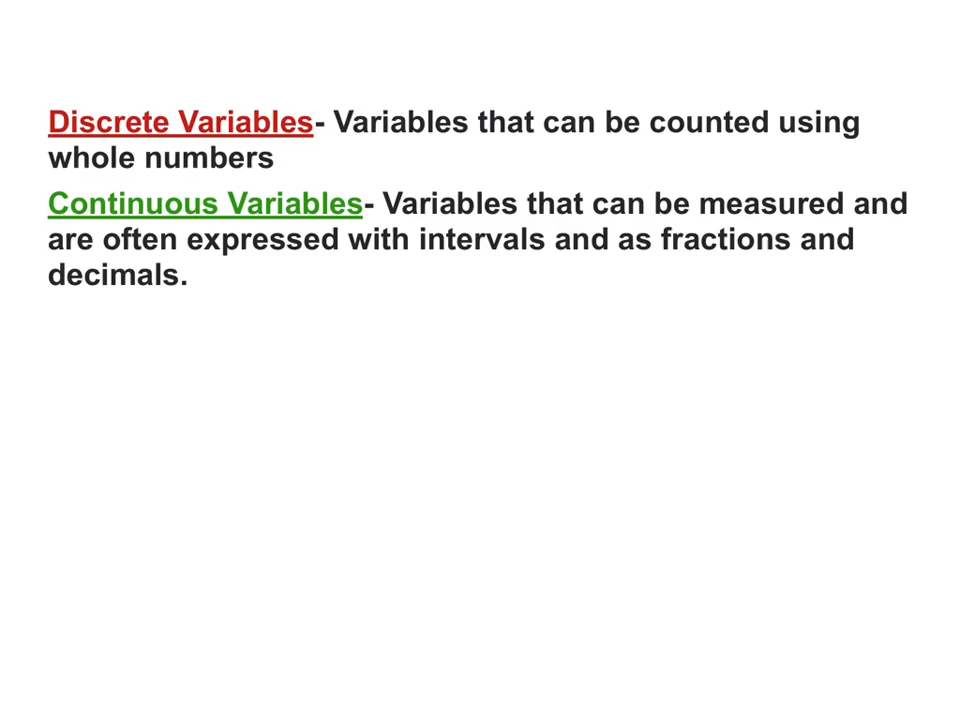 Discrete Variables- Variables that can be counted using
whole numbers
Continuous Variables- Variables that can be measured and
are often expressed with intervals and as fractions and
decimals.